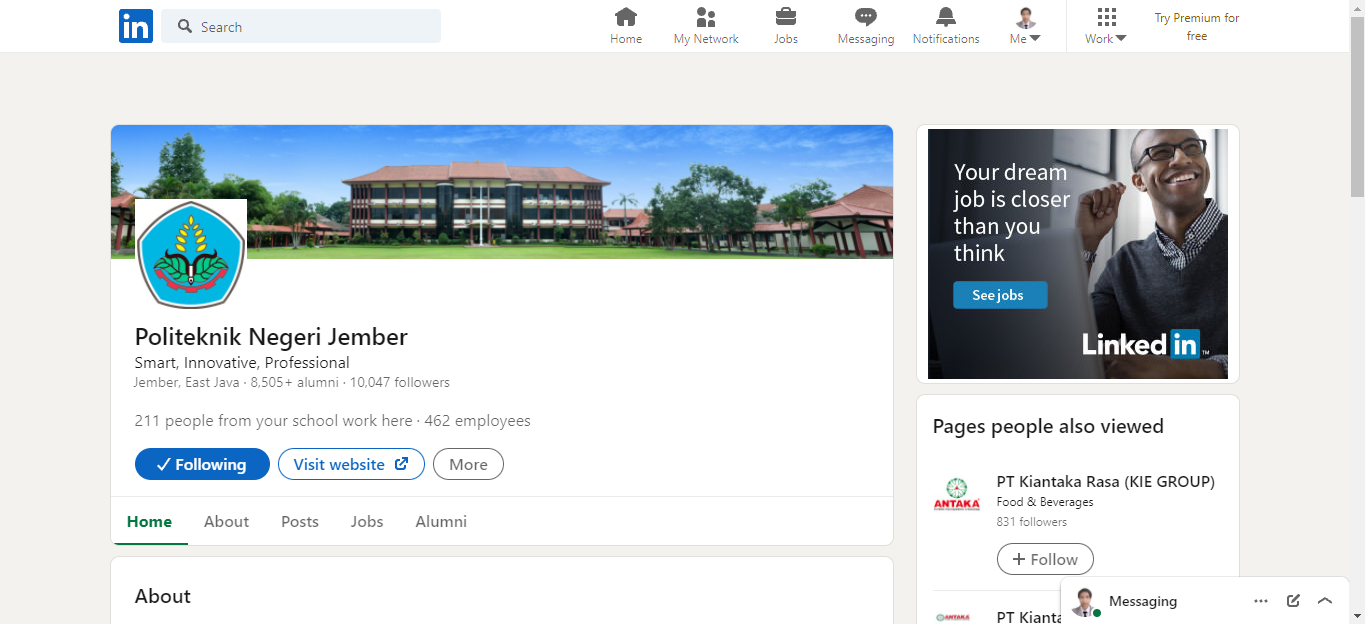 in
Search
Home
My Network
Jobs
Messaging
Notifications
Me
Work
Try Premium for
free
Politeknik Negeri Jember
Smart, Innovative, Professional
Jember, East Java · 8,505+ alumni · 10,047 followers
211 people from your school work here · 462 employees
Following
Visit website
More
Home
About
Posts
Jobs
Alumni
About
Your dream
job is closer
than you
think
See jobs
Linked in
TM
Pages people also viewed
ANTAKA
PT Kiantaka Rasa (KIE GROUP)
Food & Beverages
831 followers
+ Follow
ANTAKA
PT Kianta
Messaging